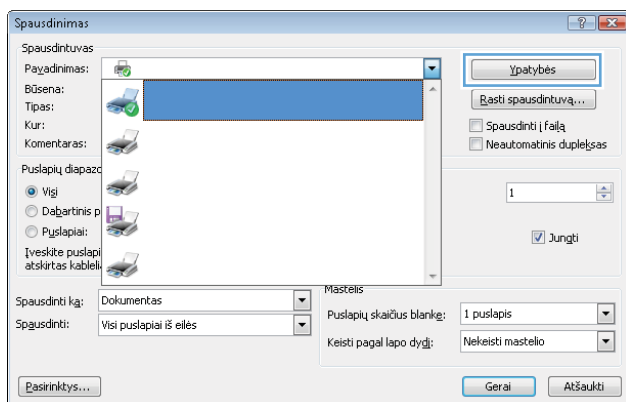 Spausdinimas
Spausdintuvas
Pavadinimas:
Ypatybės
Būsena:
Tipas:
Rasti spausdintuvą...
Kur:
Spausdinti į failą
Komentaras:
Neautomatinis dupleksas
Puslapių diapazo
Visi
1
Dabartinis p
Puslapiai:
Jungti
Įveskite puslapi
atskirtas kableli
Mastelis
Spausdinti ką: Dokumentas
Puslapių skaičius blanke: 1 puslapis
Spausdinti: Visi puslapiai iš eilės
Keisti pagal lapo dydį: Nekeisti mastelio
Pasirinktys...
Gerai
Atšaukti